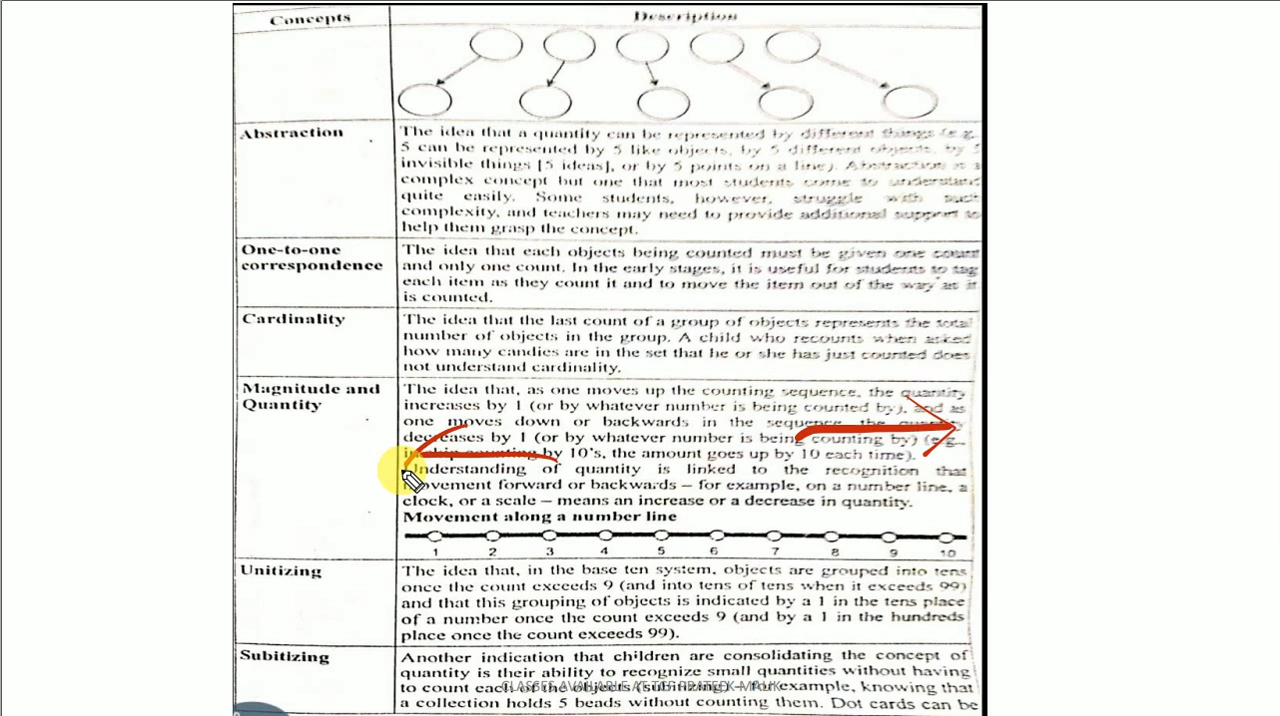 Concepts
Description
Abstraction
The idea that a quantity can be represented by different things (e.g.,
5 can be represented by 5 like objects, by 5 different objects, by 5
invisible things [5 ideas], or by 5 points on a line). Abstraction is a
complex concept but one that most students come to understand
quite easily. Some students, however, struggle with such
complexity, and teachers may need to provide additional support to
help them grasp the concept.
One-to-one
correspondence
The idea that each objects being counted must be given one count
and only one count. In the early stages, it is useful for students to tag
each item as they count it and to move the item out of the way as it
is counted.
Cardinality
The idea that the last count of a group of objects represents the total
number of objects in the group. A child who recounts when asked
how many candies are in the set that he or she has just counted does
not understand cardinality.
Magnitude and
Quantity
The idea that, as one moves up the counting sequence, the quantity
increases by 1 (or by whatever number is being counted by), and as
one moves down or backwards in the sequence, the quantity
decreases by 1 (or by whatever number is being counting by) (e.g.,
in skip counting by 10's, the amount goes up by 10 each time).
Understanding of quantity is linked to the recognition that
movement forward or backwards – for example, on a number line, a
clock, or a scale – means an increase or a decrease in quantity.
Movement along a number line
1 2 3 4 5 6 7 8 9 10
Unitizing
The idea that, in the base ten system, objects are grouped into tens
once the count exceeds 9 (and into tens of tens when it exceeds 99)
and that this grouping of objects is indicated by a 1 in the tens place
of a number once the count exceeds 9 (and by a 1 in the hundreds
place once the count exceeds 99).
Subitizing
Another indication that children are consolidating the concept of
quantity is their ability to recognize small quantities without having
to count each of the objects (subitizing) – for example, knowing that
a collection holds 5 beads without counting them. Dot cards can be
CLASSES AVAILABLE AT